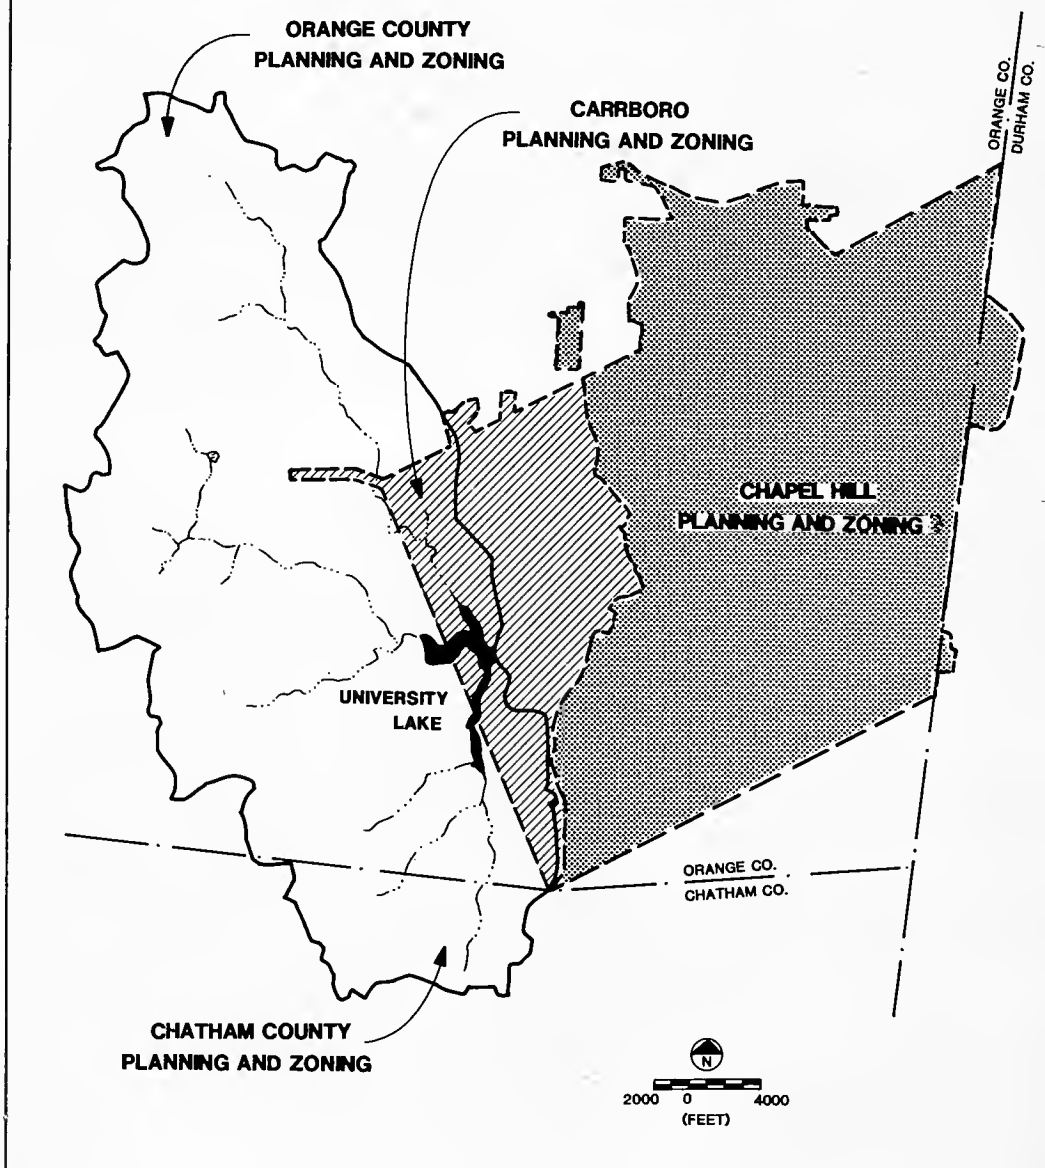 ORANGE COUNTY
PLANNING AND ZONING
CARRBORO
PLANNING AND ZONING
ORANGE CO.
DURHAM CO.
CHAPEL HILL
PLANNING AND ZONING
UNIVERSITY
LAKE
ORANGE CO.
CHATHAM CO.
CHATHAM COUNTY
PLANNING AND ZONING
N
2000 0 4000
(FEET)